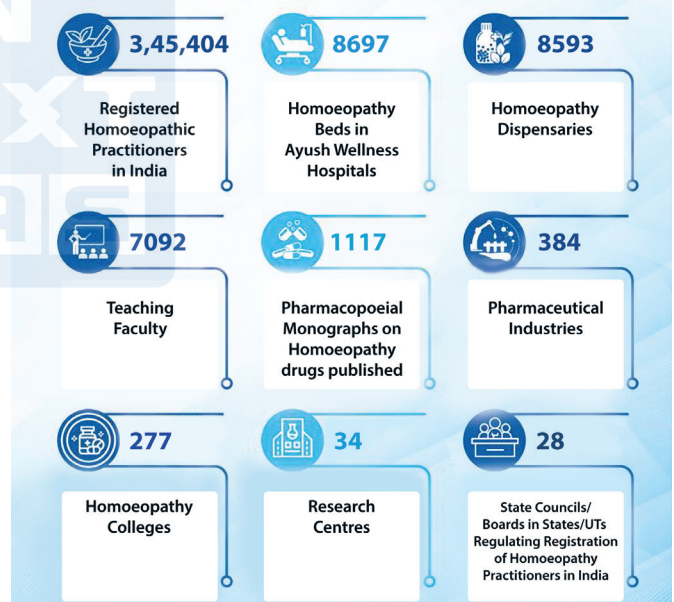 3,45,404
Registered
Homoeopathic
Practitioners
in India
8697
Homoeopathy
Beds in
Ayush Wellness
Hospitals
8593
Homoeopathy
Dispensaries
7092
Teaching
Faculty
1117
Pharmacopoeial
Monographs on
Homoeopathy
drugs published
384
Pharmaceutical
Industries
277
Homoeopathy
Colleges
34
Research
Centres
28
State Councils/
Boards in States/UTs
Regulating Registration
of Homoeopathy
Practitioners in India